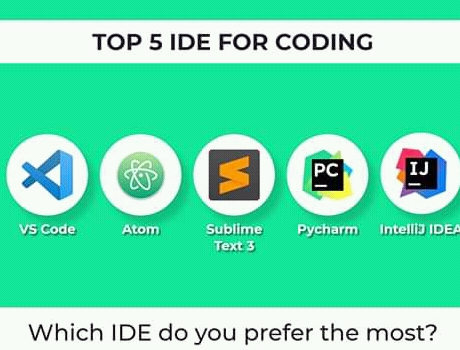 TOP 5 IDE FOR CODING
PC
IJ
VS Code
Atom
Sublime
Text 3
Pycharm
IntelliJ IDEA
Which IDE do you prefer the most?